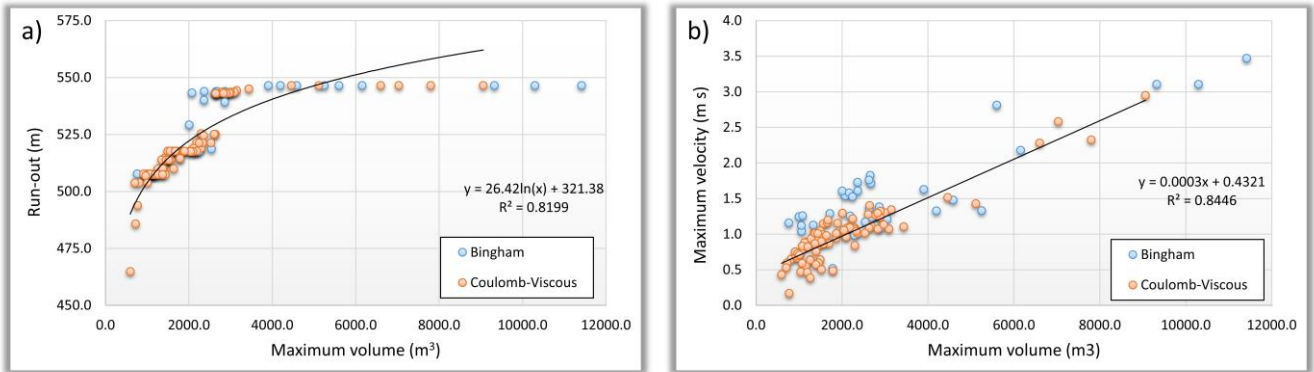 a)
575.0
550.0
525.0
500.0
475.0
450.0
Run-out (m)
y = 26.42ln(x) + 321.38
R² = 0.8199
Bingham
Coulomb-Viscous
0.0 2000.0 4000.0 6000.0 8000.0 10000.0 12000.0
Maximum volume (m³)
b)
4.0
3.5
3.0
2.5
2.0
1.5
1.0
0.5
0.0
Maximum velocity (m s)
y = 0.0003x + 0.4321
R² = 0.8446
Bingham
Coulomb-Viscous
0.0 2000.0 4000.0 6000.0 8000.0 10000.0 12000.0
Maximum volume (m3)